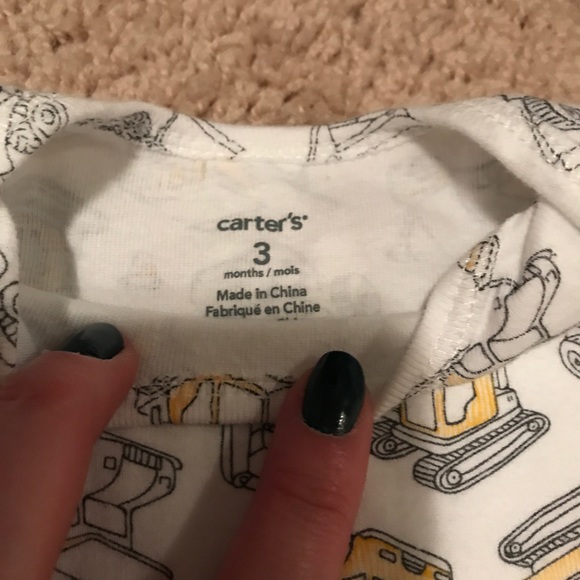 carter's
3
months / mois
Made in China
Fabriqué en Chine